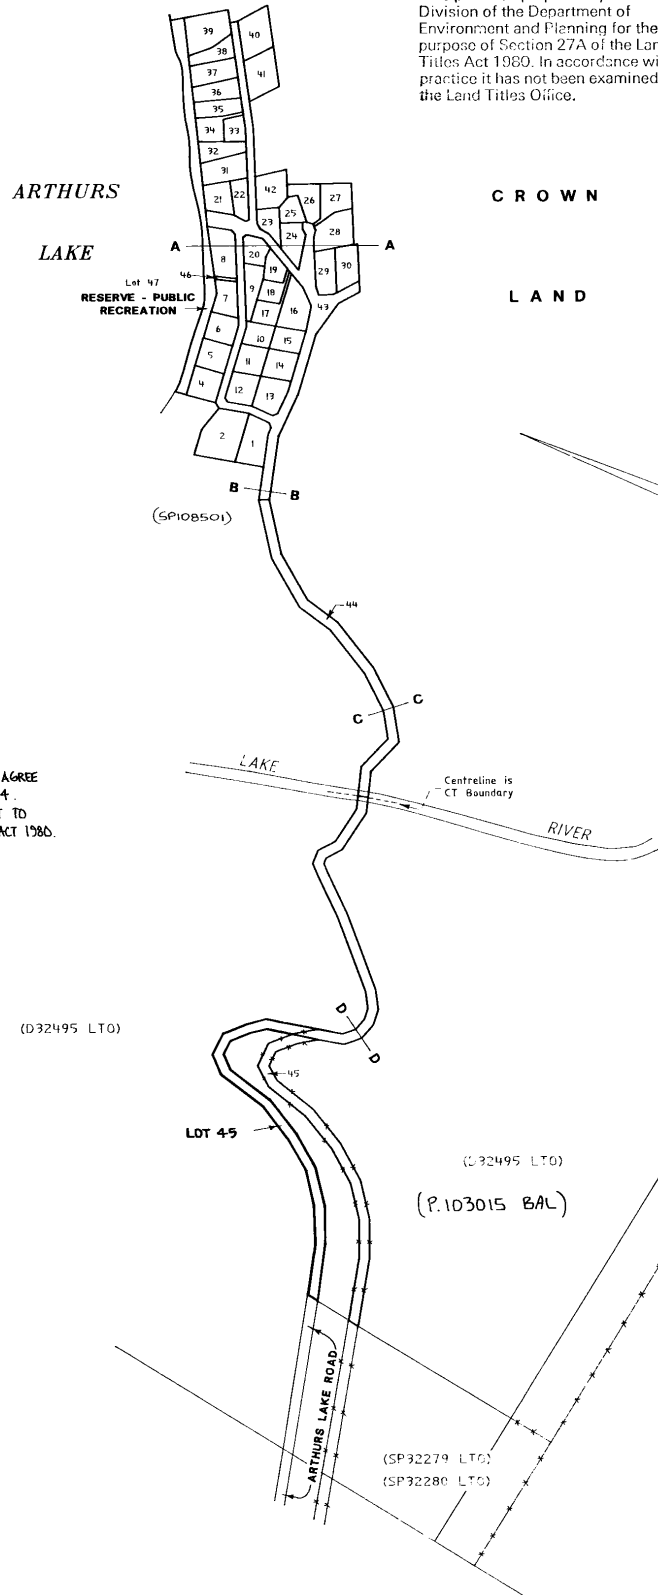 Division of the Department of
Environment and Planning for the
purpose of Section 27A of the Lar
Titles Act 1980. In accordance wi
practice it has not been examined
the Land Titles Office.
39
40
38
37
41
36
35
34
33
32
31
ARTHURS
LAKE
CROWN
LAND
21
22
42
26
27
25
23
24
28
A
A
8
20
46
19
29
30
Lot 47
RESERVE - PUBLIC
RECREATION
9
18
7
17
16
43
6
10
15
5
11
14
4
12
13
2
1
B
B
(SP108501)
44
C
C
LAKE
Centreline is
CT Boundary
RIVER
AGREE
4.
T TO
ACT 1980.
D
D
(D32495 LTO)
45
LOT 45
(D32495 LTO)
(P.103015 BAL)
ARTHURS LAKE ROAD
(SP32279 LTO)
(SP32280 LTO)